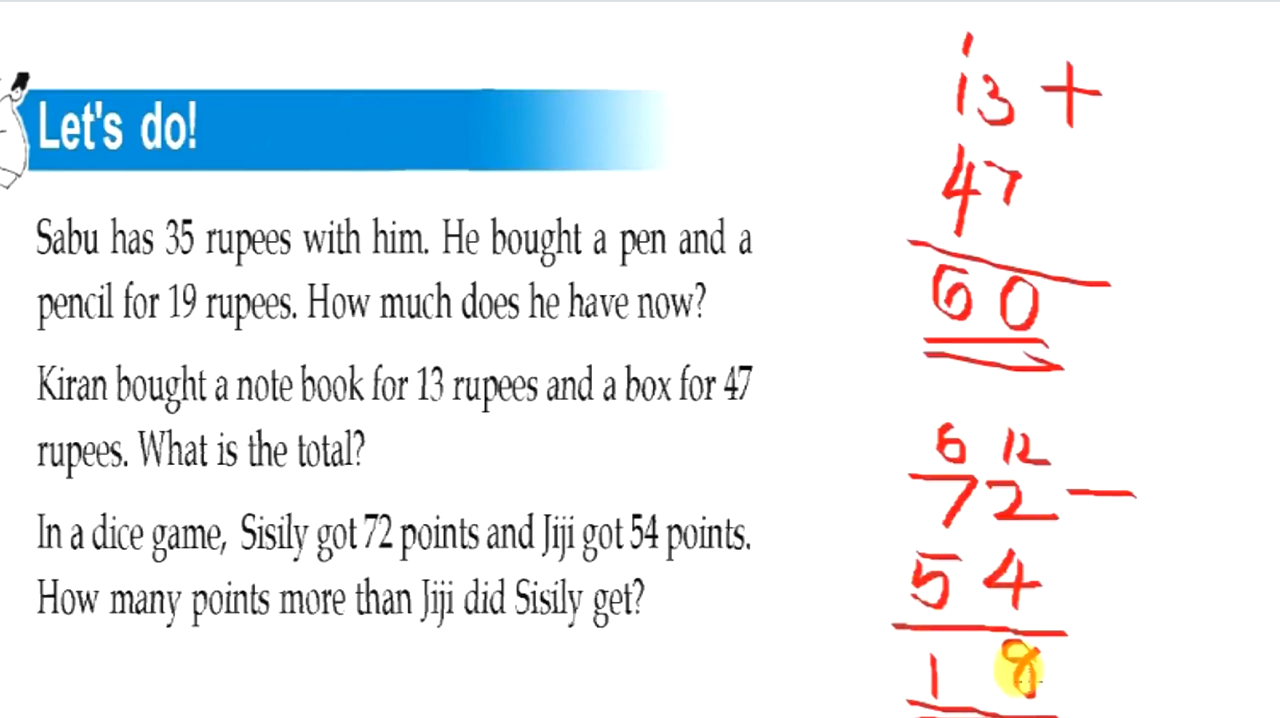 Let's do!
Sabu has 35 rupees with him. He bought a pen and a
pencil for 19 rupees. How much does he have now?
Kiran bought a note book for 13 rupees and a box for 47
rupees. What is the total?
In a dice game, Sisily got 72 points and Jiji got 54 points.
How many points more than Jiji did Sisily get?
1
13 +
47
60
6 12
72 -
54
18